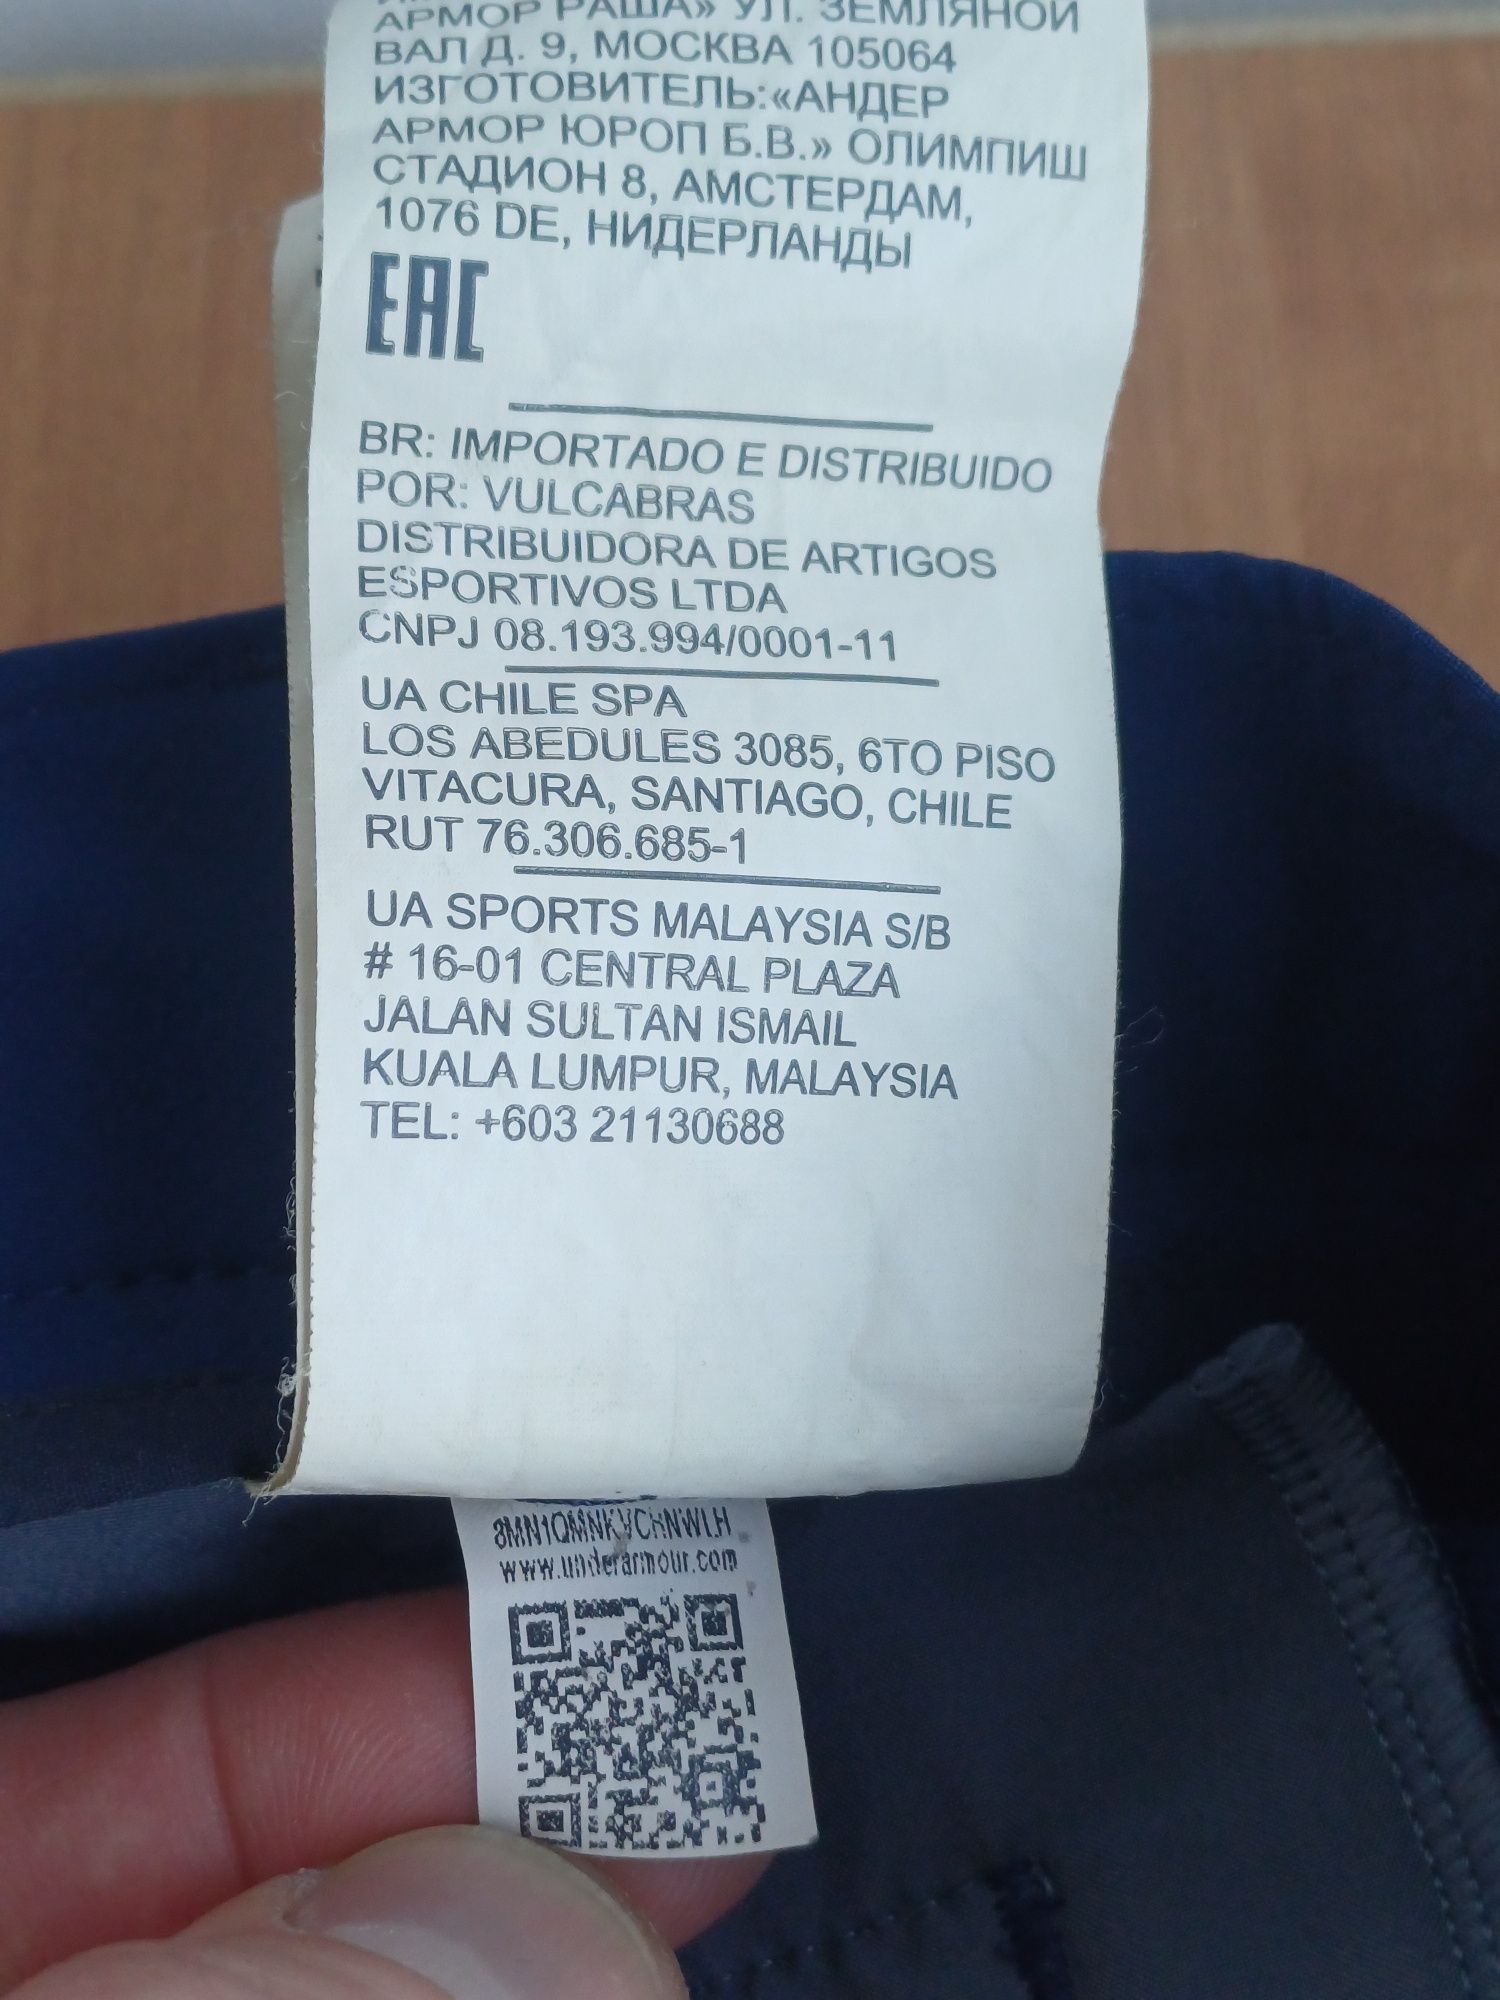 АРМОР РАША» УЛ. ЗЕМЛЯНОЙ
ВАЛ Д. 9, МОСКВА 105064
ИЗГОТОВИТЕЛЬ:«АНДЕР
АРМОР ЮРОП Б.В.» ОЛИМПИШ
СТАДИОН 8, АМСТЕРДАМ,
1076 DE, НИДЕРЛАНДЫ
EAC
BR: IMPORTADO E DISTRIBUIDO
POR: VULCABRAS
DISTRIBUIDORA DE ARTIGOS
ESPORTIVOS LTDA
CNPJ 08.193.994/0001-11
UA CHILE SPA
LOS ABEDULES 3085, 6TO PISO
VITACURA, SANTIAGO, CHILE
RUT 76.306.685-1
UA SPORTS MALAYSIA S/B
# 16-01 CENTRAL PLAZA
JALAN SULTAN ISMAIL
KUALA LUMPUR, MALAYSIA
TEL: +603 21130688
www.underarmour.com